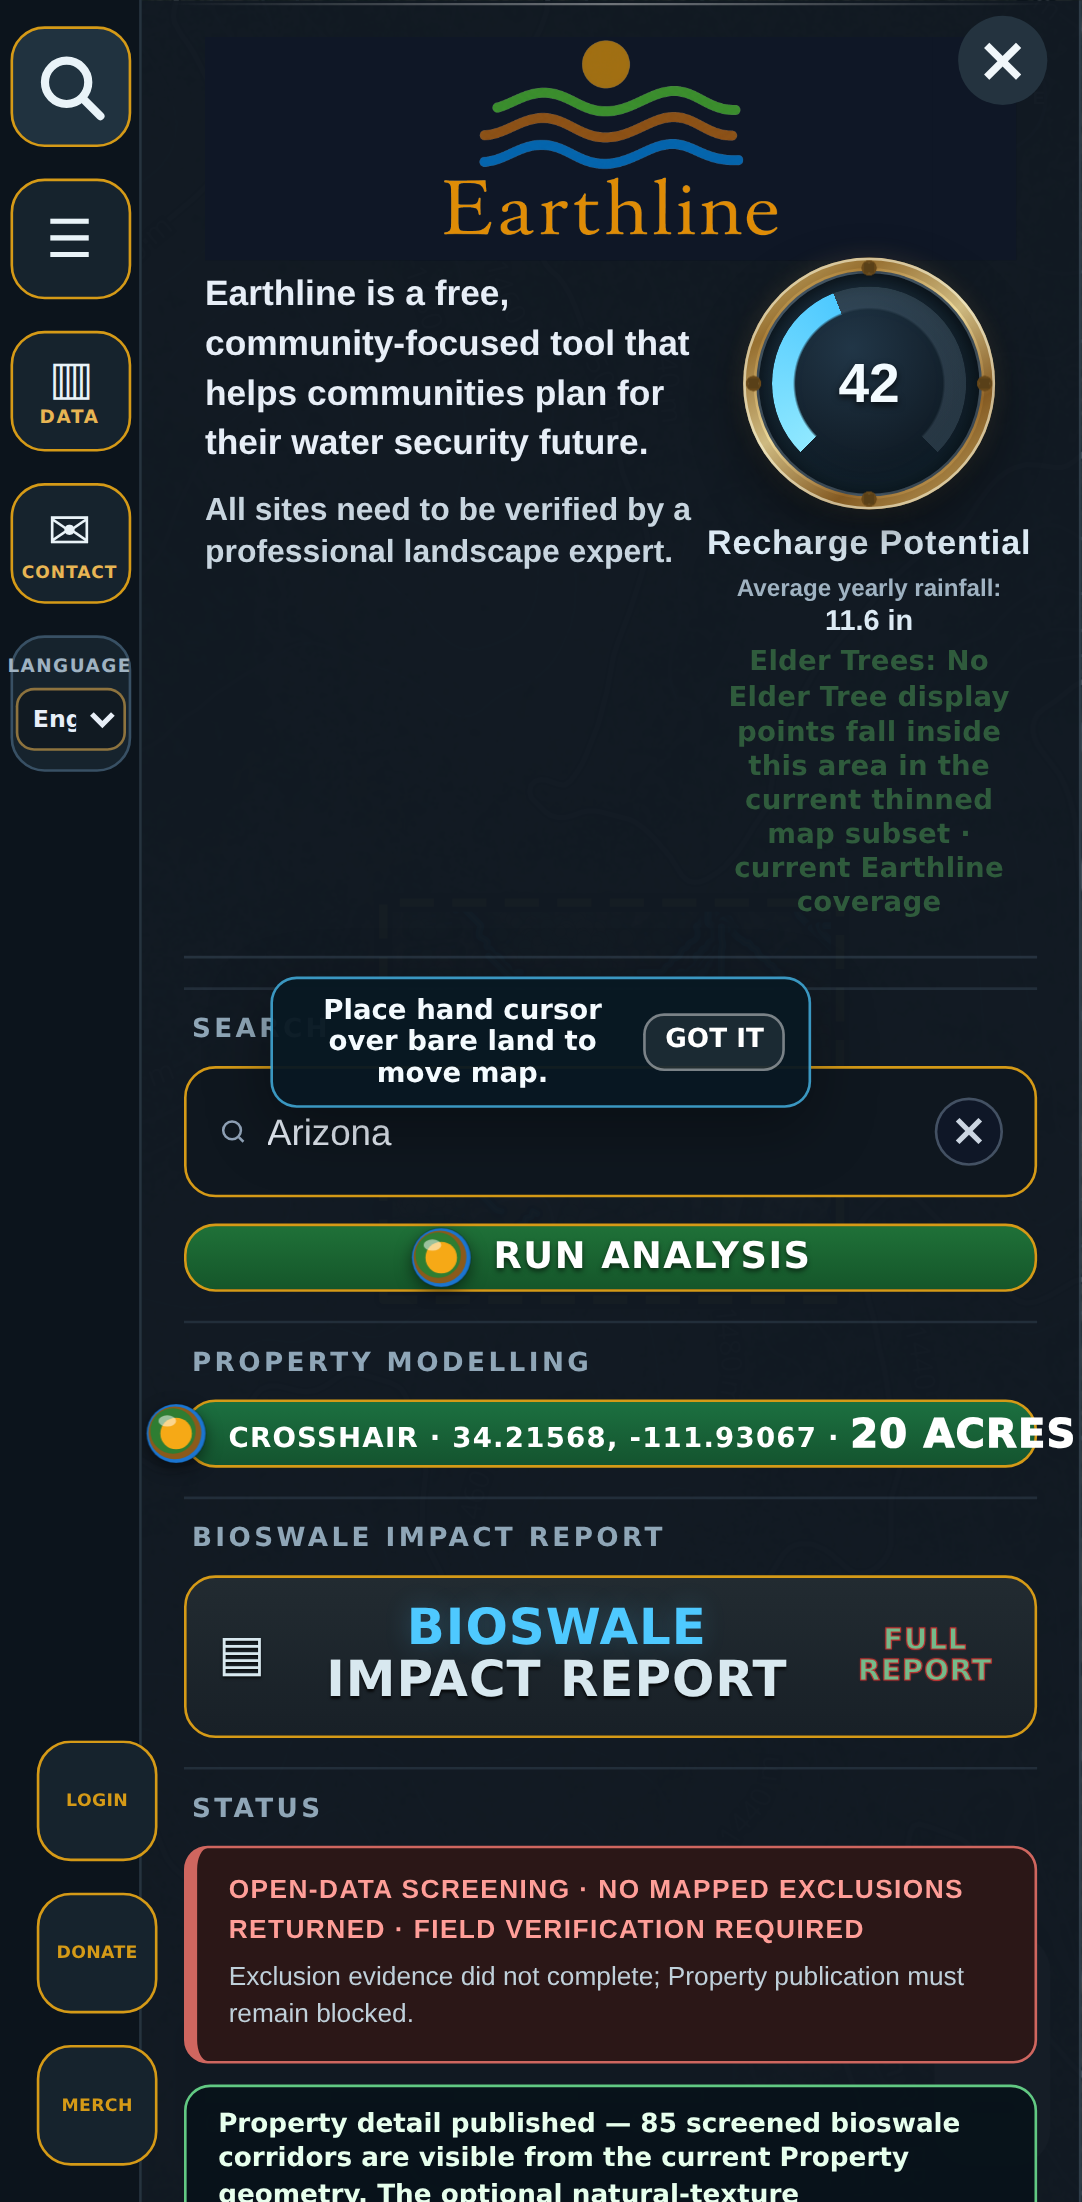 Earthline
Earthline is a free,
community-focused tool that
helps communities plan for
their water security future.
All sites need to be verified by a
professional landscape expert.
42
Recharge Potential
Average yearly rainfall:
11.6 in
Elder Trees: No
Elder Tree display
points fall inside
this area in the
current thinned
map subset ·
current Earthline
coverage
DATA
CONTACT
LANGUAGE
Eng
SEARCH
Place hand cursor
over bare land to
move map.
GOT IT
Arizona
RUN ANALYSIS
PROPERTY MODELLING
CROSSHAIR · 34.21568, -111.93067 · 20 ACRES
BIOSWALE IMPACT REPORT
BIOSWALE
IMPACT REPORT
FULL
REPORT
LOGIN
DONATE
MERCH
STATUS
OPEN-DATA SCREENING · NO MAPPED EXCLUSIONS
RETURNED · FIELD VERIFICATION REQUIRED
Exclusion evidence did not complete; Property publication must
remain blocked.
Property detail published — 85 screened bioswale
corridors are visible from the current Property
geometry. The optional natural-texture